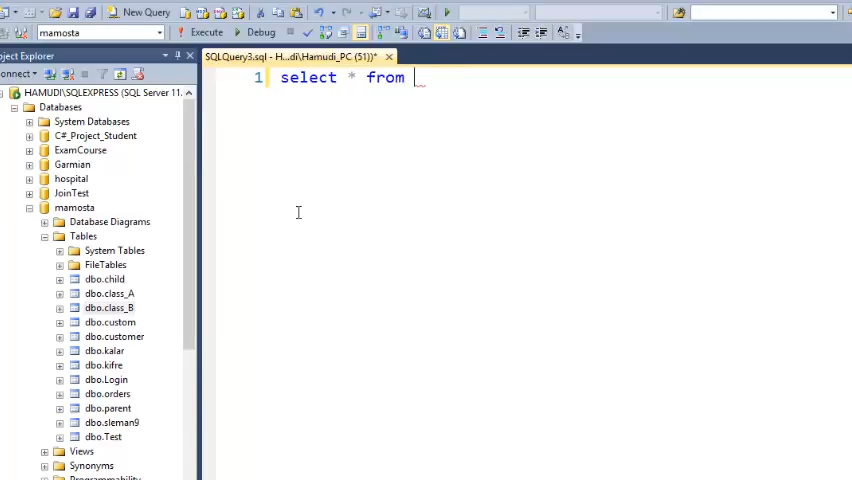 New Query
mamosta
Execute
Debug
oject Explorer
SQLQuery3.sql - H...di\Hamudi_PC (51))*
onnect
1 select * from
HAMUDI\SQLEXPRESS (SQL Server 11.
Databases
System Databases
C#_Project_Student
ExamCourse
Garmian
hospital
JoinTest
mamosta
Database Diagrams
Tables
System Tables
FileTables
dbo.child
dbo.class_A
dbo.class_B
dbo.custom
dbo.customer
dbo.kalar
dbo.kifre
dbo.Login
dbo.orders
dbo.parent
dbo.sleman9
dbo.Test
Views
Synonyms
Programmability